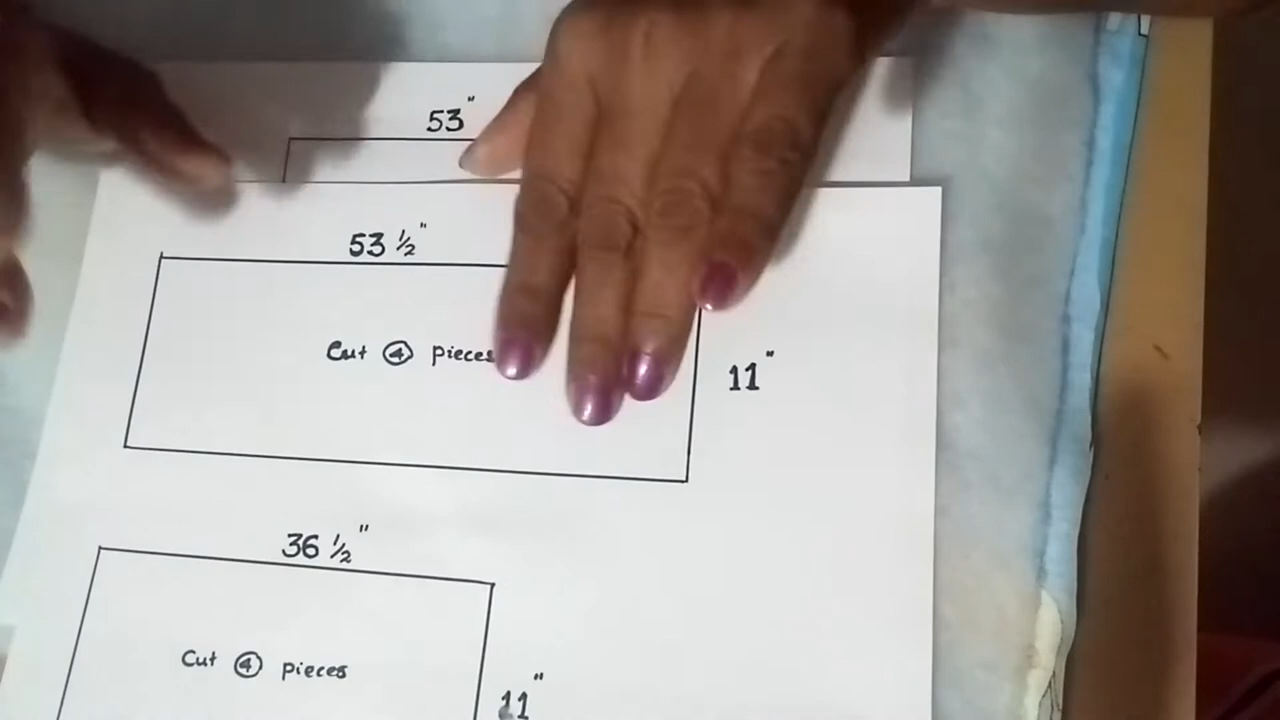 53"
53 ½"
Cut ④ pieces
11"
36 ½"
Cut ④ pieces
11"